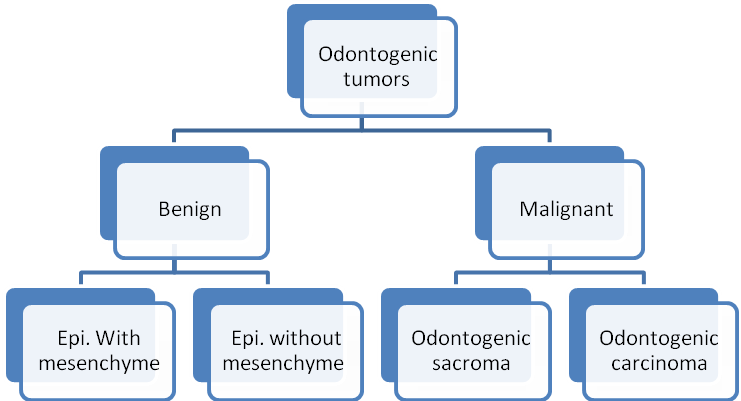 Odontogenic
tumors
Benign
Malignant
Epi. With
mesenchyme
Epi. without
mesenchyme
Odontogenic
sacroma
Odontogenic
carcinoma